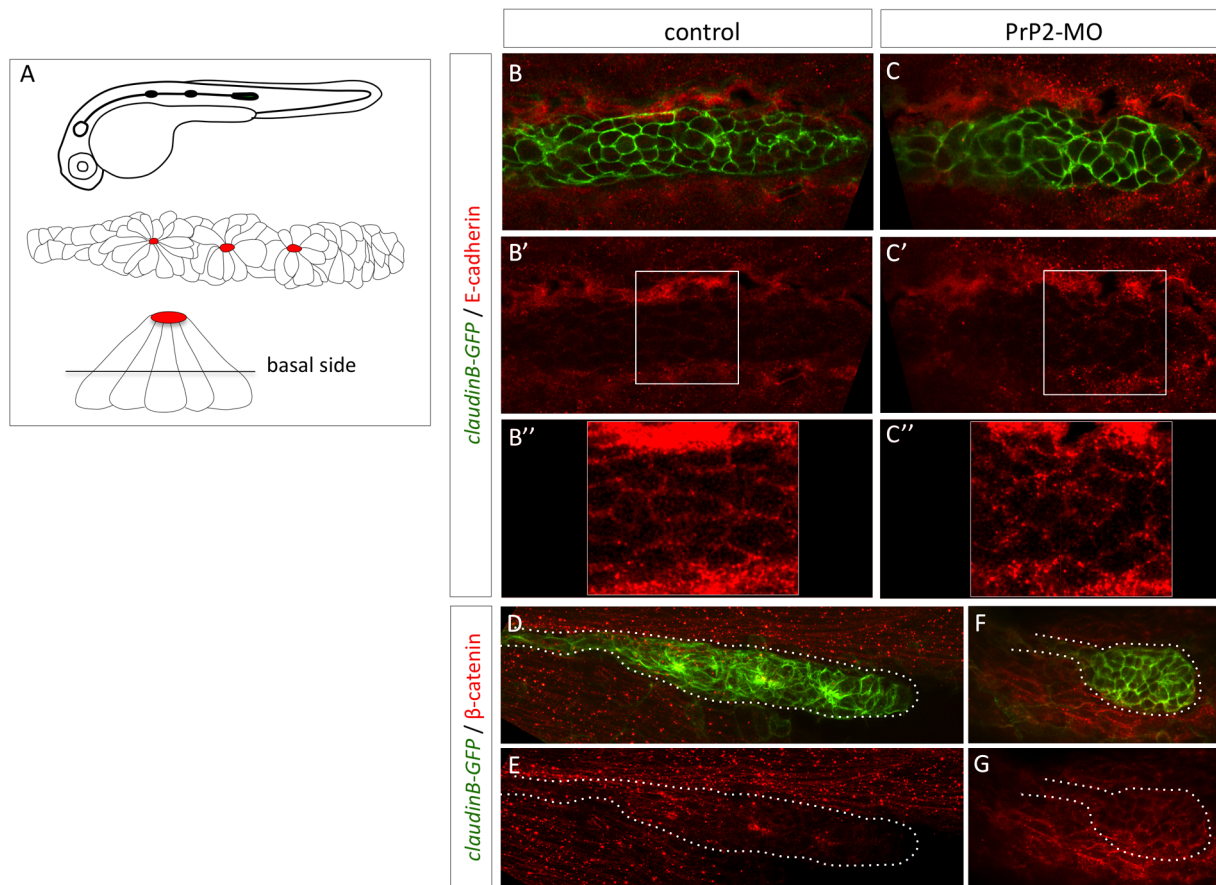 control
PrP2-MO
A
basal side
claudinB-GFP / E-cadherin
B
C
B’
C’
B’’
C’’
claudinB-GFP / β-catenin
D
F
E
G